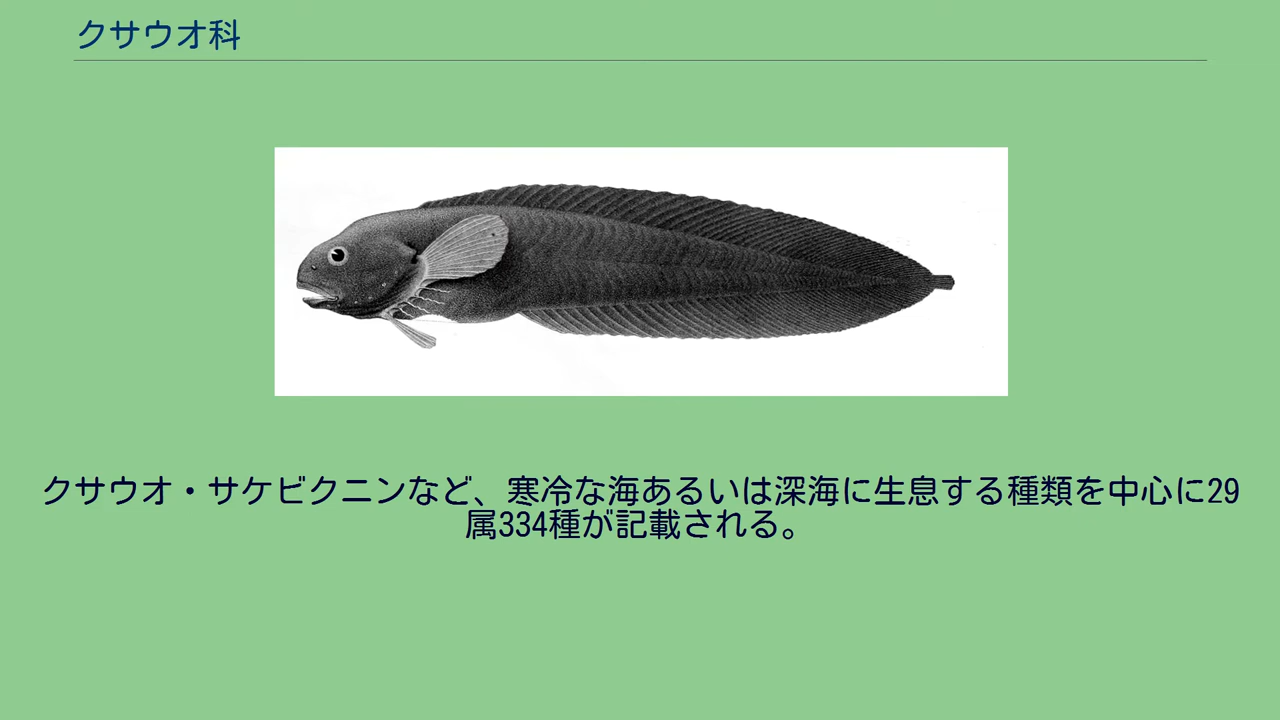 クサウオ科
クサウオ・サケビクニンなど、寒冷な海あるいは深海に生息する種類を中心に29
属334種が記載される。